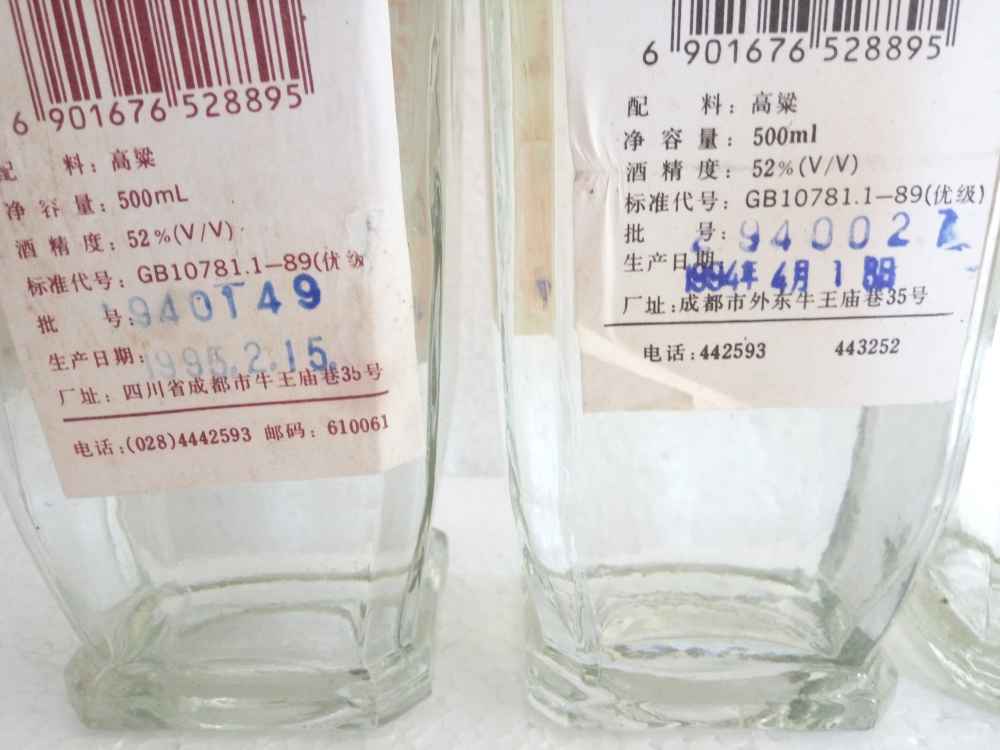 6 901676 528895
配 料: 高粱
净 容 量: 500mL
酒 精 度: 52%(V/V)
标准代号: GB10781.1—89(优级
批 号: 940149
生产日期: 1995.2.15
厂址: 四川省成都市牛王庙巷35号
电话:(028)4442593 邮码: 610061
6 901676 528895
配 料: 高粱
净 容 量: 500ml
酒 精 度: 52%(V/V)
标准代号: GB10781.1—89(优级)
批 号: 940027
生产日期 1994年 4月 1日
厂址:成都市外东牛王庙巷35号
电话:442593 443252